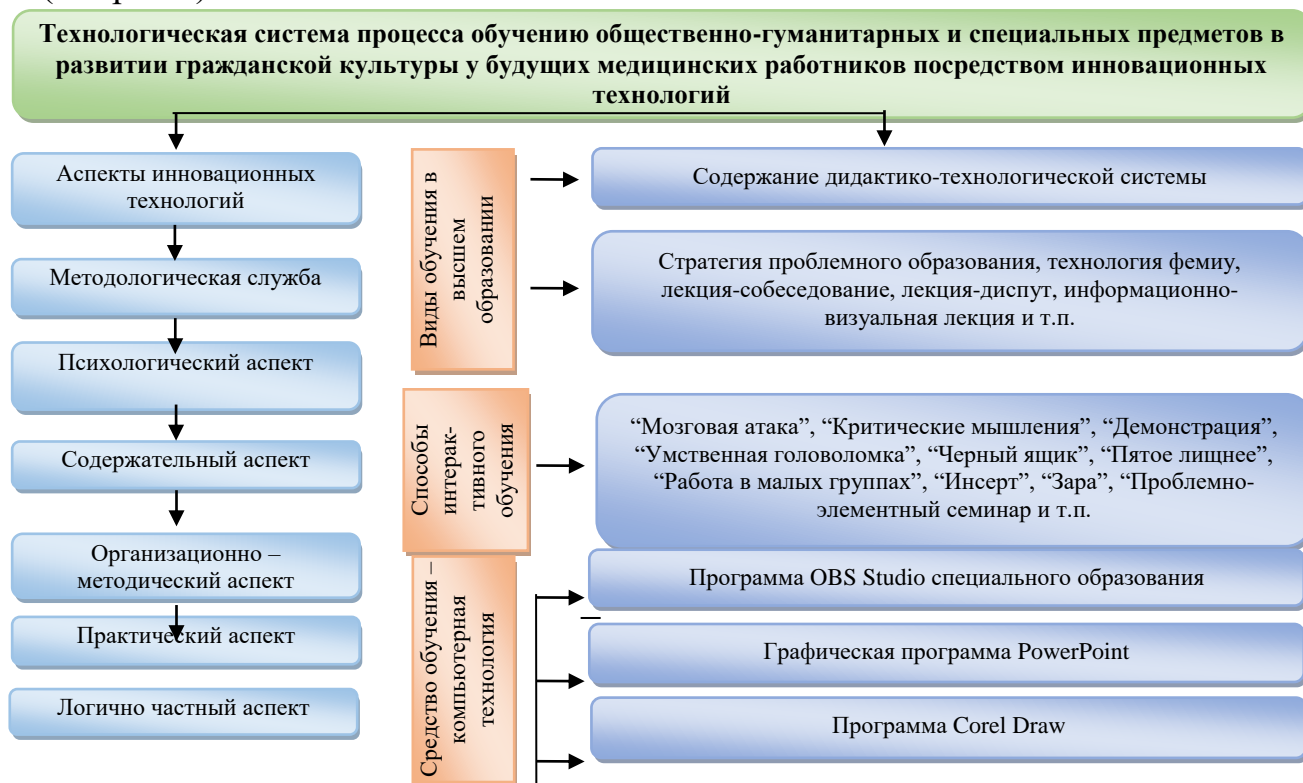 Технологическая система процесса обучению общественно-гуманитарных и специальных предметов в
развитии гражданской культуры у будущих медицинских работников посредством инновационных
технологий
Аспекты инновационных
технологий
Методологическая служба
Психологический аспект
Содержательный аспект
Организационно –
методический аспект
Практический аспект
Логично частный аспект
Виды обучения в
высшем
образовании
Содержание дидактико-технологической системы
Стратегия проблемного образования, технология фемиу,
лекция-собеседование, лекция-диспут, информационно-
визуальная лекция и т.п.
Способы
интерак-
тивного
обучения
“Мозговая атака”, “Критические мышления”, “Демонстрация”,
“Умственная головоломка”, “Черный ящик”, “Пятое лищнее”,
“Работа в малых группах”, “Инсерт”, “Зара”, “Проблемно-
элементный семинар и т.п.
Средство обучения –
компьютерная
технология
Программа OBS Studio специального образования
Графическая программа PowerPoint
Программа Corel Draw